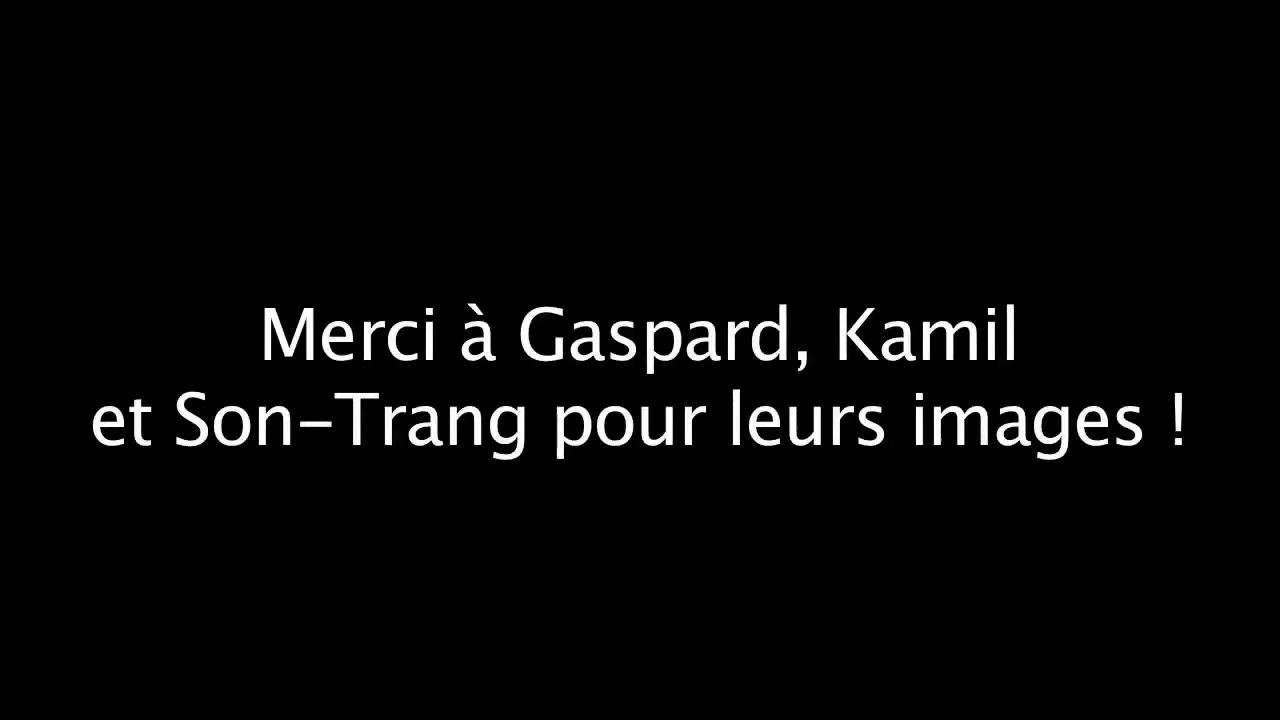 Merci à Gaspard, Kamil
et Son-Trang pour leurs images !